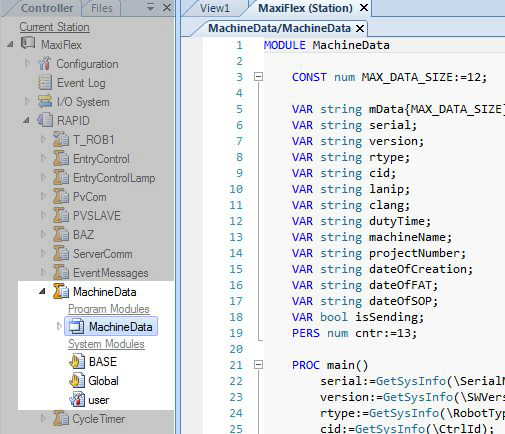 Controller Files
Current Station
MaxiFlex
Configuration
Event Log
I/O System
RAPID
T_ROB1
EntryControl
EntryControlLamp
PvCom
PVSLAVE
BAZ
ServerComm
EventMessages
MachineData
Program Modules
MachineData
System Modules
BASE
Global
user
CycleTimer
View1 MaxiFlex (Station)
MachineData/MachineData
1 MODULE MachineData
2
3 CONST num MAX_DATA_SIZE:=12;
4
5 VAR string mData{MAX_DATA_SIZE}
6 VAR string serial;
7 VAR string version;
8 VAR string rtype;
9 VAR string cid;
10 VAR string lanip;
11 VAR string clang;
12 VAR string dutyTime;
13 VAR string machineName;
14 VAR string projectNumber;
15 VAR string dateOfCreation;
16 VAR string dateOfFAT;
17 VAR string dateOfSOP;
18 VAR bool isSending;
19 PERS num cntr:=13;
20
21 PROC main()
22 serial:=GetSysInfo(\SerialN
23 version:=GetSysInfo(\SWVers
24 rtype:=GetSysInfo(\RobotTyp
25 cid:=GetSysInfo(\CtrlId);